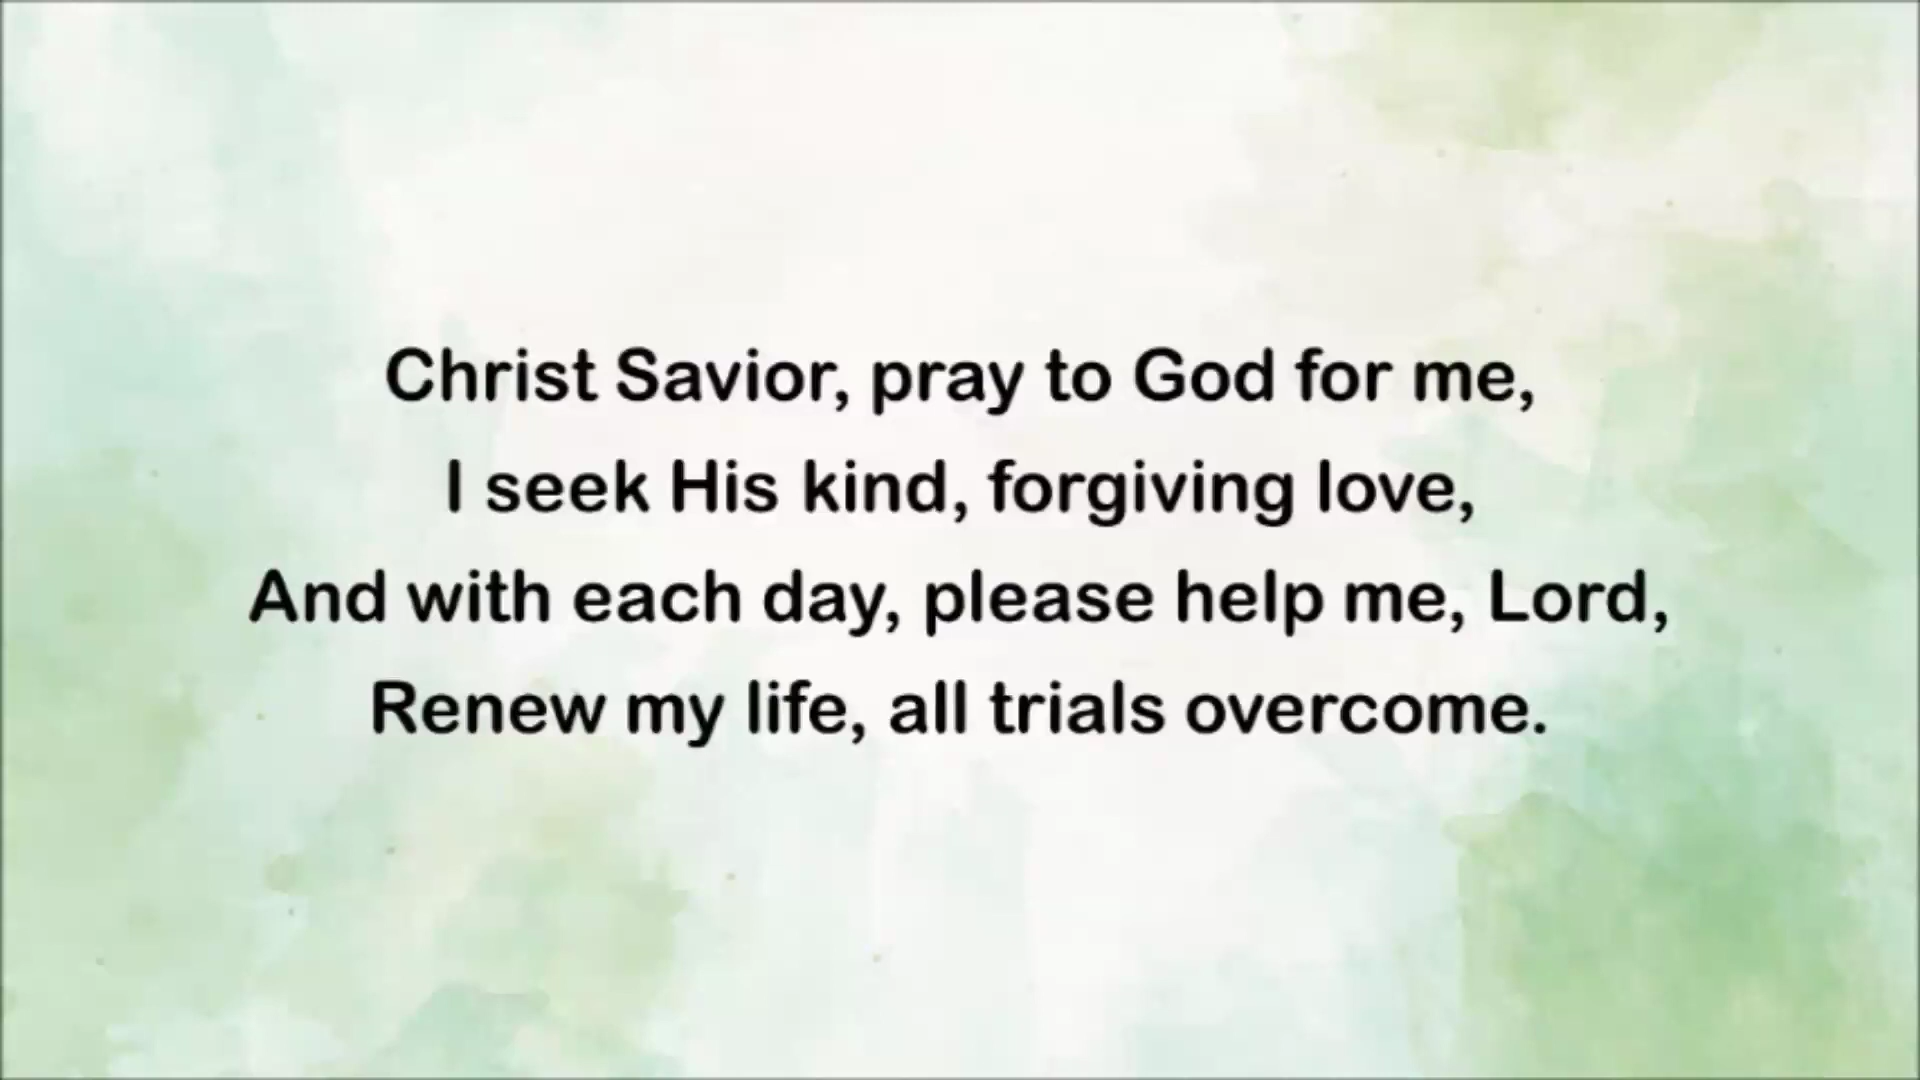 Christ Savior, pray to God for me,
I seek His kind, forgiving love,
And with each day, please help me, Lord,
Renew my life, all trials overcome.